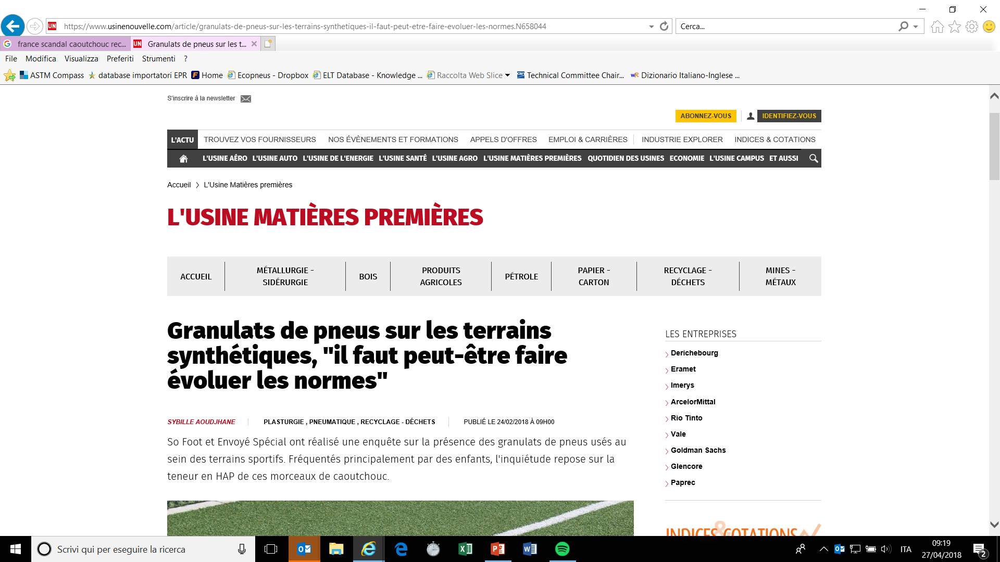 https://www.usinenouvelle.com/article/granulats-de-pneus-sur-les-terrains-synthetiques-il-faut-peut-etre-faire-evoluer-les-normes.N658044
Cerca...
france scandal caoutchouc rec...
UN Granulats de pneus sur les t...
File Modifica Visualizza Preferiti Strumenti ?
ASTM Compass database importatori EPR Home Ecopneus - Dropbox ELT Database - Knowledge ... Raccolta Web Slice Technical Committee Chair... Dizionario Italiano-Inglese ...
S'inscrire à la newsletter
ABONNEZ-VOUS IDENTIFIEZ-VOUS
L'ACTU TROUVEZ VOS FOURNISSEURS NOS ÉVÈNEMENTS ET FORMATIONS APPELS D'OFFRES EMPLOI & CARRIÈRES INDUSTRIE EXPLORER INDICES & COTATIONS
L'USINE AÉRO L'USINE AUTO L'USINE DE L'ENERGIE L'USINE SANTÉ L'USINE AGRO L'USINE MATIÈRES PREMIÈRES QUOTIDIEN DES USINES ECONOMIE L'USINE CAMPUS ET AUSSI
Accueil > L'Usine Matières premières
L'USINE MATIÈRES PREMIÈRES
ACCUEIL
MÉTALLURGIE -
SIDÉRURGIE
BOIS
PRODUITS
AGRICOLES
PÉTROLE
PAPIER -
CARTON
RECYCLAGE -
DÉCHETS
MINES -
MÉTAUX
Granulats de pneus sur les terrains
synthétiques, "il faut peut-être faire
évoluer les normes"
SYBILLE AOUDJHANE PLASTURGIE , PNEUMATIQUE , RECYCLAGE - DÉCHETS PUBLIÉ LE 24/02/2018 À 09H00
So Foot et Envoyé Spécial ont réalisé une enquête sur la présence des granulats de pneus usés au
sein des terrains sportifs. Fréquentés principalement par des enfants, l'inquiétude repose sur la
teneur en HAP de ces morceaux de caoutchouc.
LES ENTREPRISES
Derichebourg
Eramet
Imerys
ArcelorMittal
Rio Tinto
Vale
Goldman Sachs
Glencore
Paprec
INDICES & COTATIONS
Scrivi qui per eseguire la ricerca
ITA
09:19
27/04/2018
2